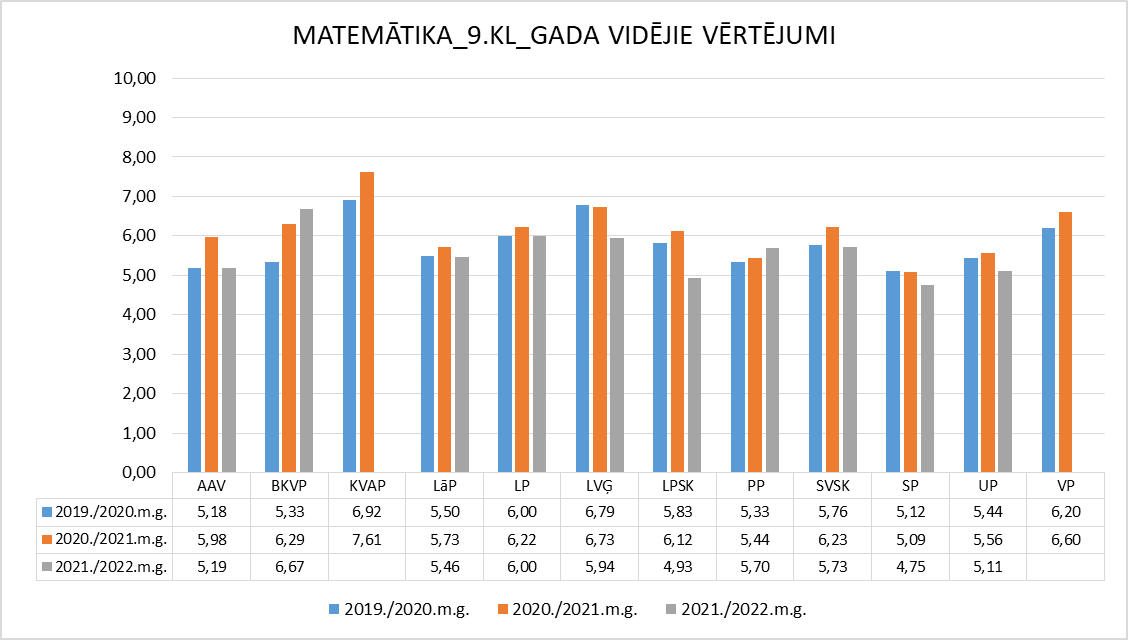 MATEMĀTIKA_9.KL_GADA VIDĒJIE VĒRTĒJUMI
10,00
9,00
8,00
7,00
6,00
5,00
4,00
3,00
2,00
1,00
0,00
AAV BKVP KVAP LāP LP LVĢ LPSK PP SVSK SP UP VP
2019./2020.m.g. 5,18 5,33 6,92 5,50 6,00 6,79 5,83 5,33 5,76 5,12 5,44 6,20
2020./2021.m.g. 5,98 6,29 7,61 5,73 6,22 6,73 6,12 5,44 6,23 5,09 5,56 6,60
2021./2022.m.g. 5,19 6,67 5,46 6,00 5,94 4,93 5,70 5,73 4,75 5,11
2019./2020.m.g. 2020./2021.m.g. 2021./2022.m.g.